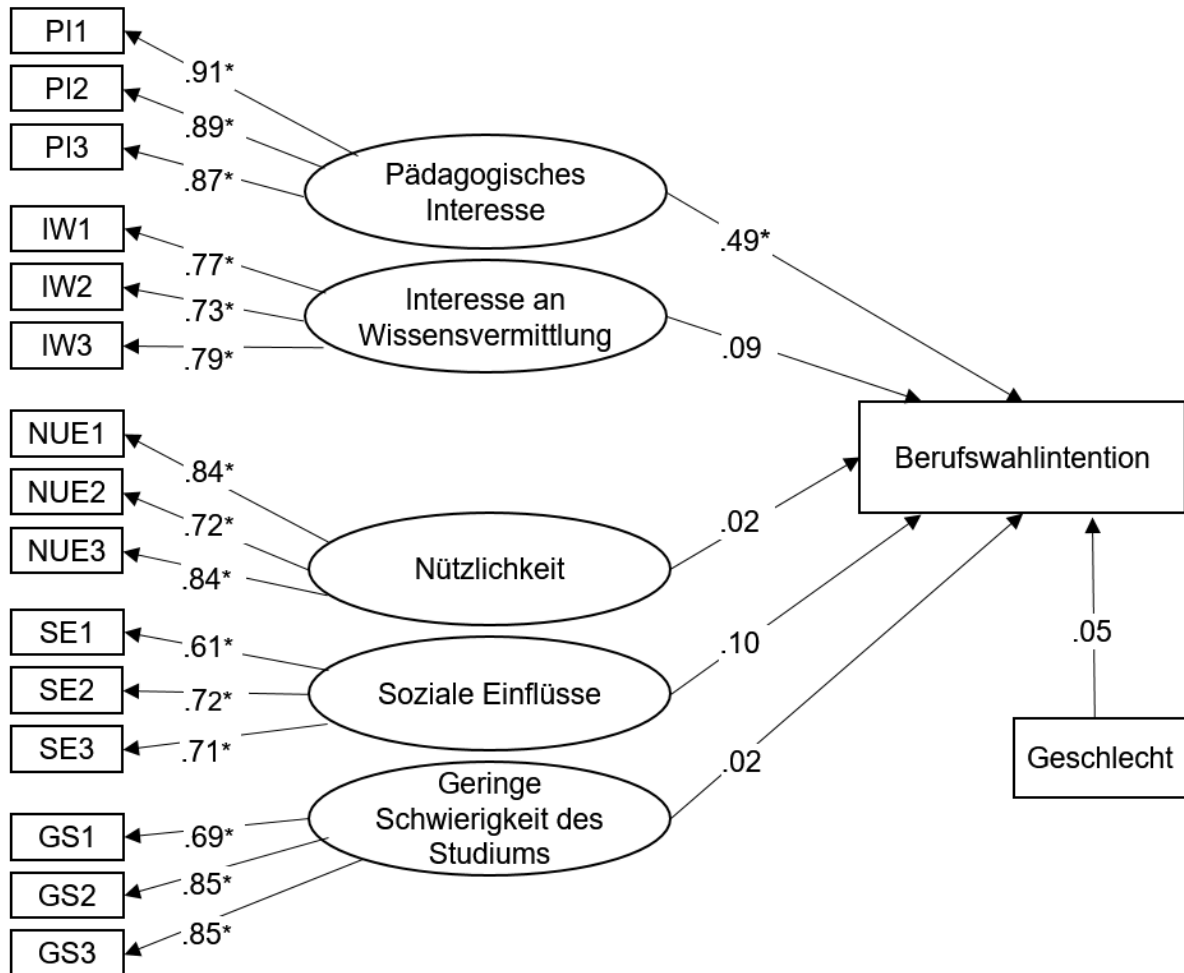 PI1
.91*
PI2
.89*
PI3
.87*
Pädagogisches
Interesse
.49*
IW1
.77*
IW2
.73*
IW3
.79*
Interesse an
Wissensvermittlung
.09
Berufswahlintention
NUE1
.84*
NUE2
.72*
NUE3
.84*
Nützlichkeit
.02
SE1
.61*
SE2
.72*
SE3
.71*
Soziale Einflüsse
.10
.05
Geschlecht
GS1
.69*
GS2
.85*
GS3
.85*
Geringe
Schwierigkeit des
Studiums
.02